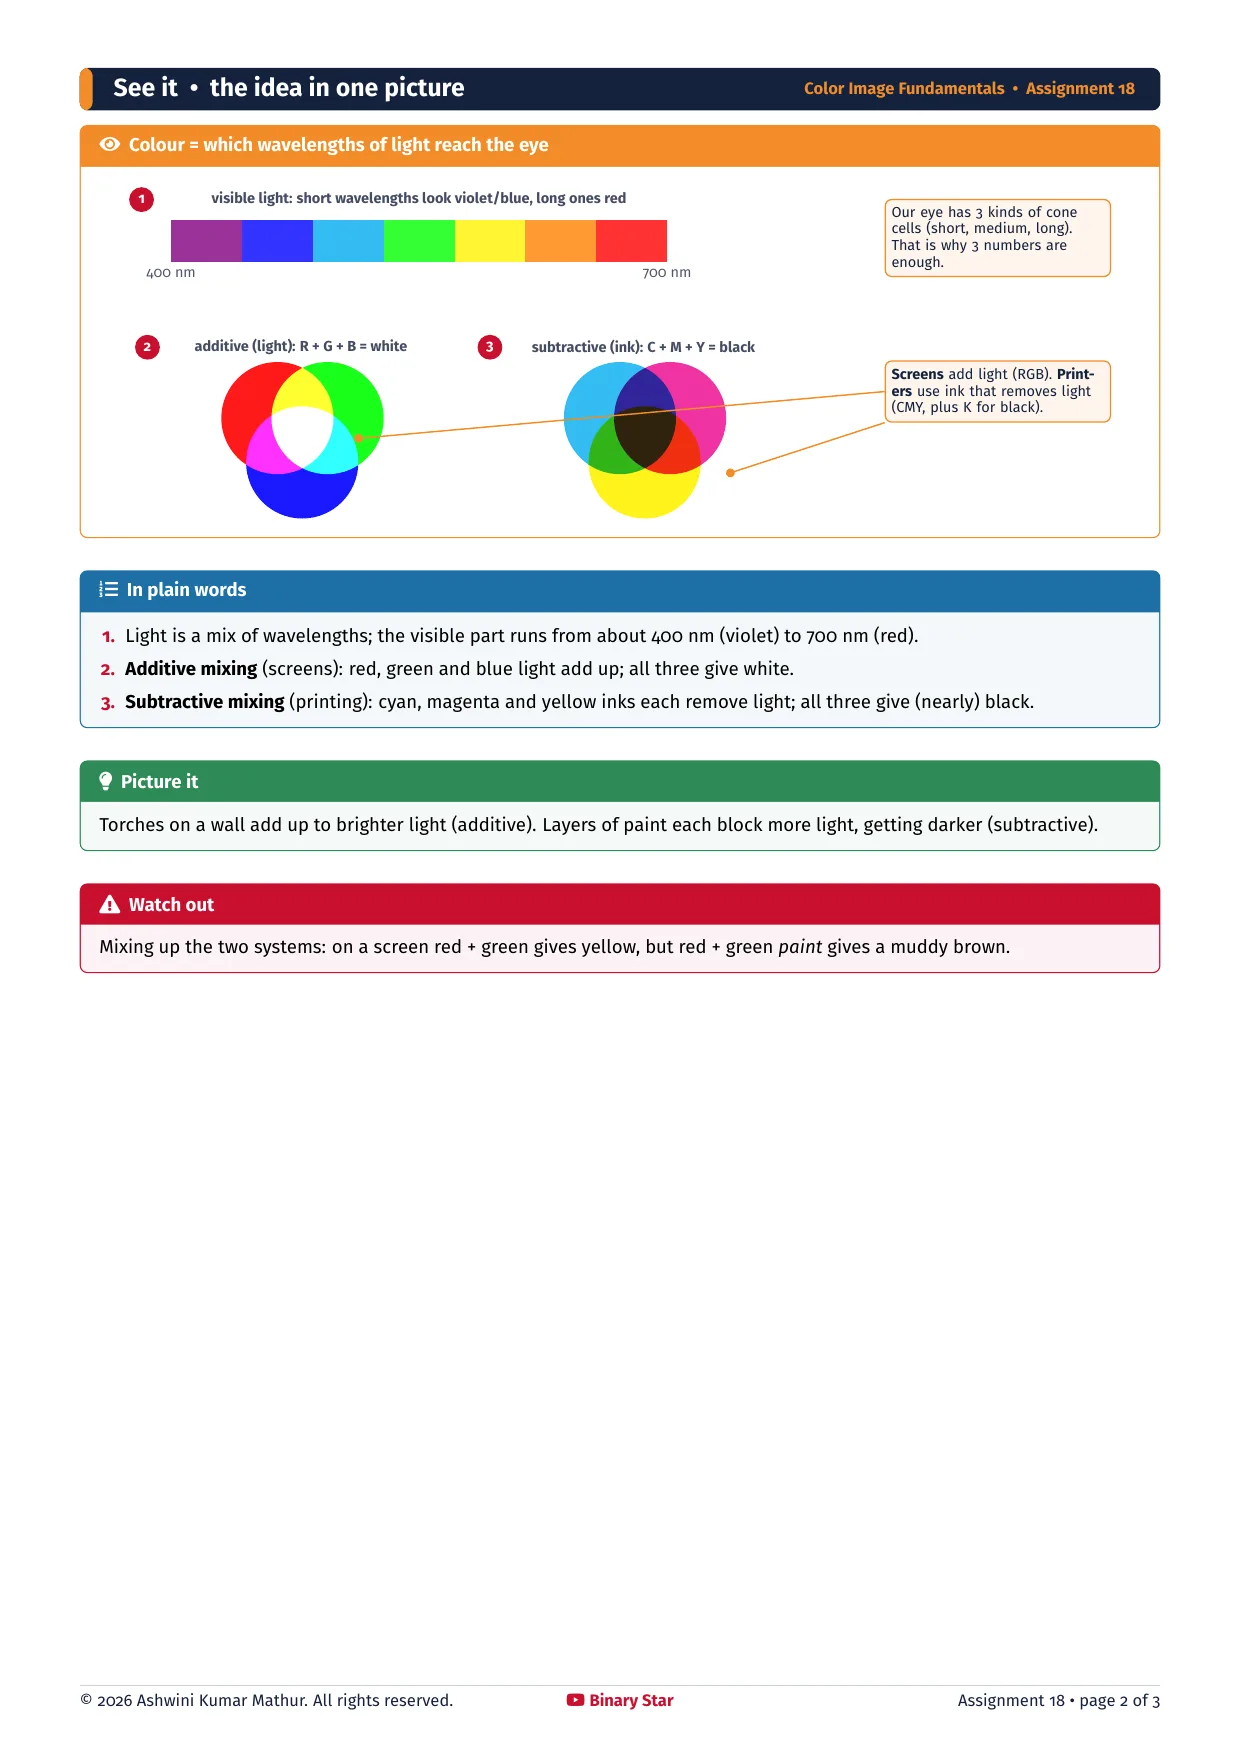 See it • the idea in one picture
Color Image Fundamentals • Assignment 18
Colour = which wavelengths of light reach the eye
1
visible light: short wavelengths look violet/blue, long ones red
400 nm
700 nm
Our eye has 3 kinds of cone
cells (short, medium, long).
That is why 3 numbers are
enough.
2
additive (light): R + G + B = white
3
subtractive (ink): C + M + Y = black
Screens add light (RGB). Print-
ers use ink that removes light
(CMY, plus K for black).
In plain words
1. Light is a mix of wavelengths; the visible part runs from about 400 nm (violet) to 700 nm (red).
2. Additive mixing (screens): red, green and blue light add up; all three give white.
3. Subtractive mixing (printing): cyan, magenta and yellow inks each remove light; all three give (nearly) black.
Picture it
Torches on a wall add up to brighter light (additive). Layers of paint each block more light, getting darker (subtractive).
Watch out
Mixing up the two systems: on a screen red + green gives yellow, but red + green paint gives a muddy brown.
© 2026 Ashwini Kumar Mathur. All rights reserved.
Binary Star
Assignment 18 • page 2 of 3